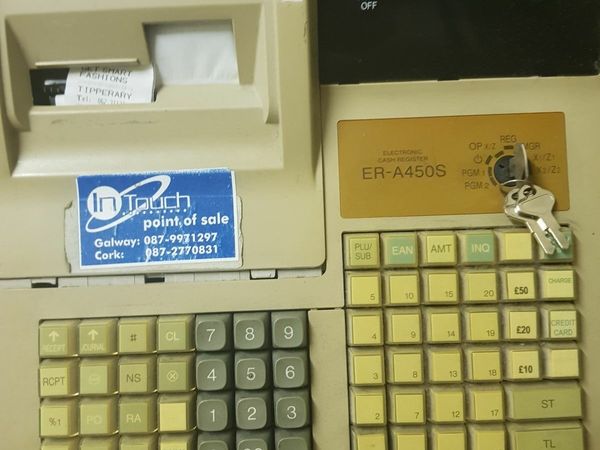 OFF
GET SMART
FASHIONS
TIPPERARY
Tel:
ELECTRONIC
CASH REGISTER
ER-A450S
REG
OP X/Z
MGR
X1/Z1
X2/Z2
PGM 1
PGM 2
InTouch
point of sale
Galway: 087-9971297
Cork: 087-2770831
PLU/
SUB
EAN
AMT
INQ
5
10
15
20
£50
CHARGE
4
9
14
19
£20
CREDIT
CARD
3
8
13
18
£10
2
7
12
17
ST
TL
↑
RECEIPT
↑
JOURNAL
#
CL
7
8
9
RCPT
⊖
NS
⊗
4
5
6
%1
PO
RA
1
2
3